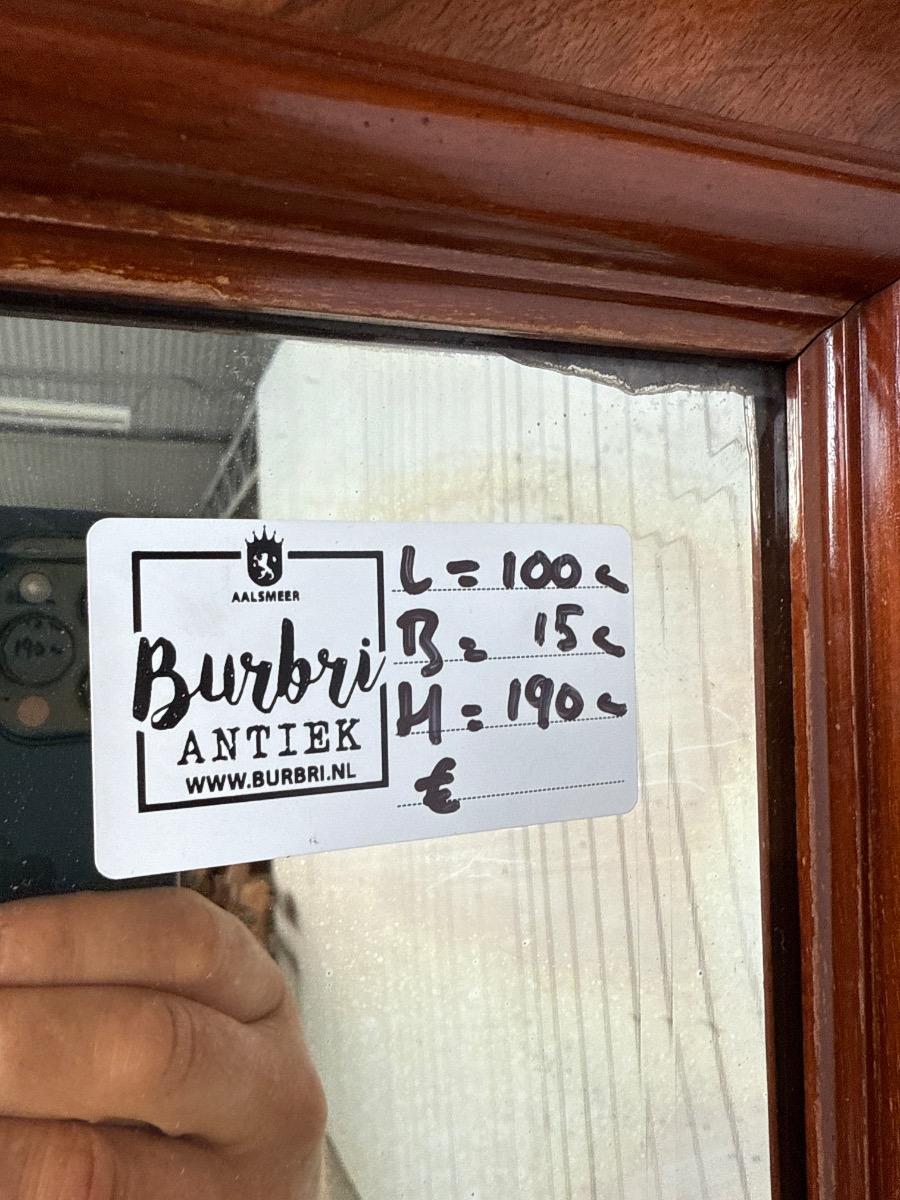 AALSMEER
Burbri
ANTIEK
WWW.BURBRI.NL
L = 100 c
B = 15 c
H = 190 c
€